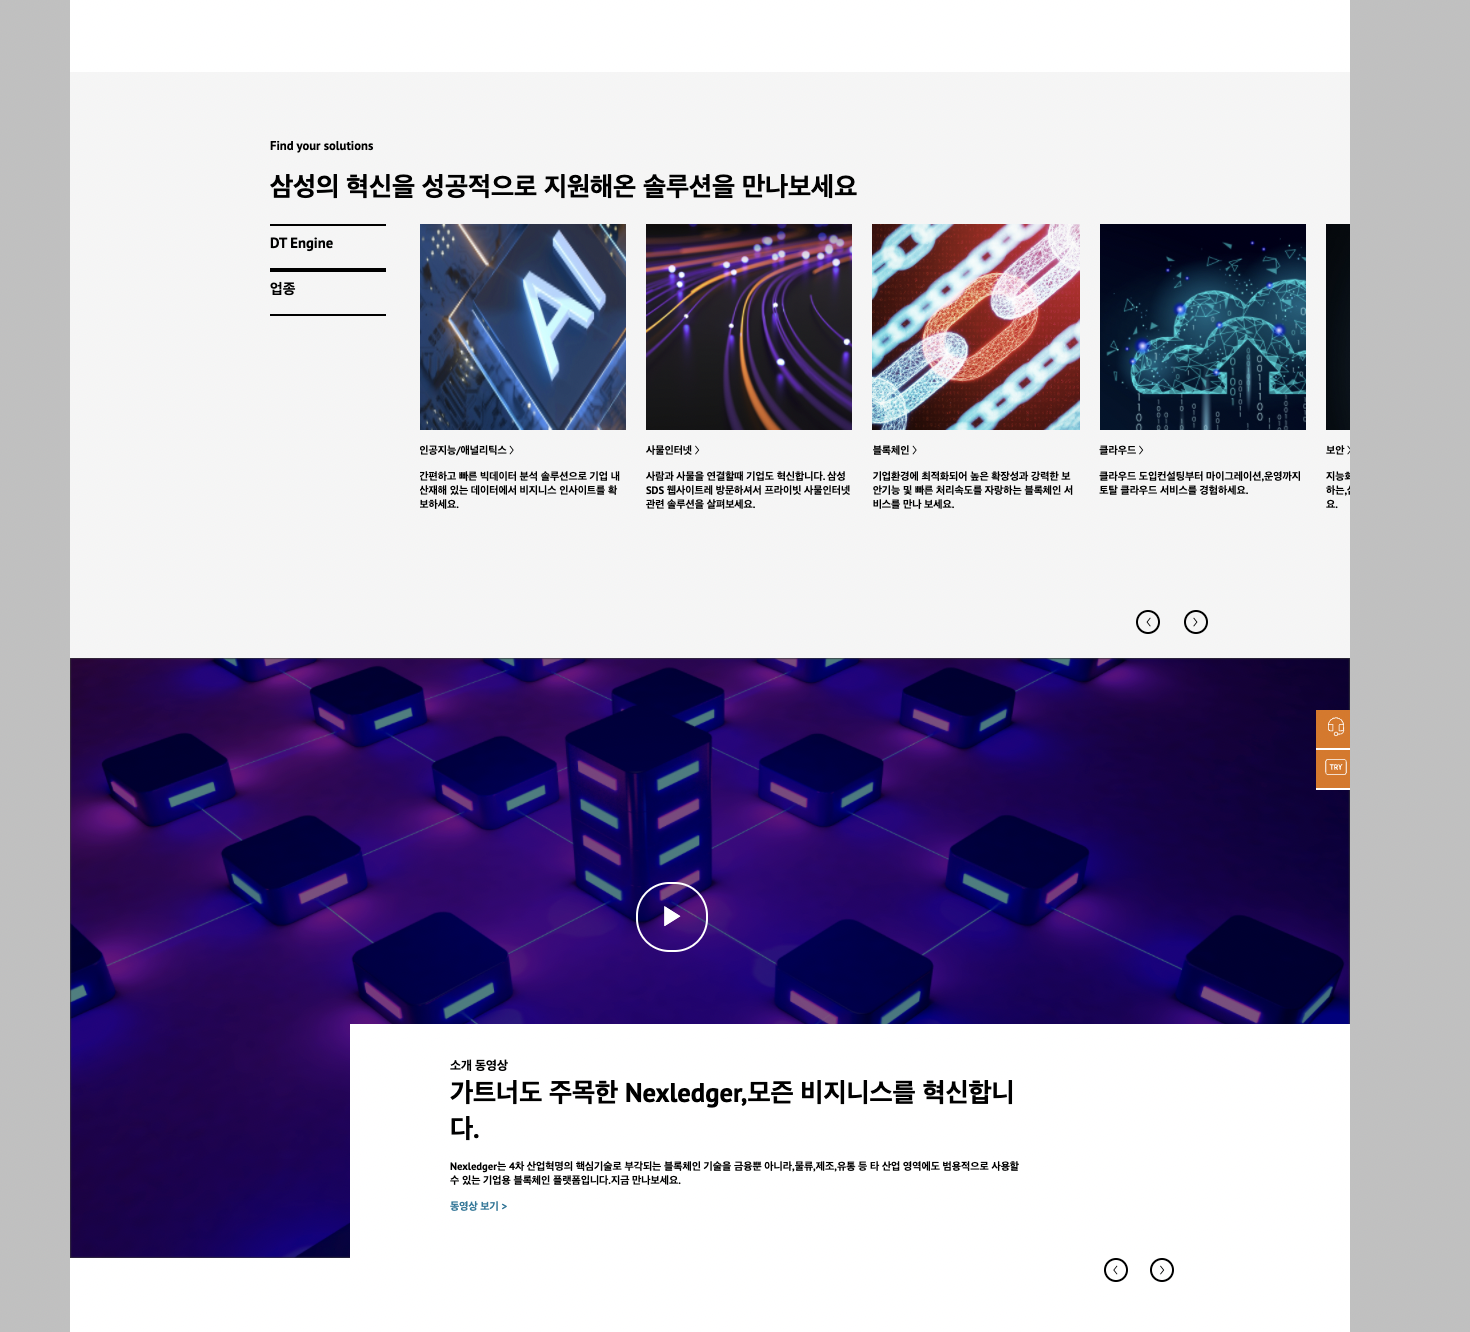 Find your solutions
삼성의 혁신을 성공적으로 지원해온 솔루션을 만나보세요
DT Engine
업종
AI
인공지능/애널리틱스 〉
간편하고 빠른 빅데이터 분석 솔루션으로 기업 내
산재해 있는 데이터에서 비지니스 인사이트를 확
보하세요.
사물인터넷 〉
사람과 사물을 연결할때 기업도 혁신합니다. 삼성
SDS 웹사이트레 방문하셔서 프라이빗 사물인터넷
관련 솔루션을 살펴보세요.
블록체인 〉
기업환경에 최적화되어 높은 확장성과 강력한 보
안기능 및 빠른 처리속도를 자랑하는 블록체인 서
비스를 만나 보세요.
클라우드 〉
클라우드 도입컨설팅부터 마이그레이션,운영까지
토탈 클라우드 서비스를 경험하세요.
보안 〉
하는,
요.
TRY
소개 동영상
가트너도 주목한 Nexledger,모즌 비지니스를 혁신합니
다.
Nexledger는 4차 산업혁명의 핵심기술로 부각되는 블록체인 기술을 금융뿐 아니라,물류,제조,유통 등 타 산업 영역에도 범용적으로 사용할
수 있는 기업용 블록체인 플랫폼입니다.지금 만나보세요.
동영상 보기 >